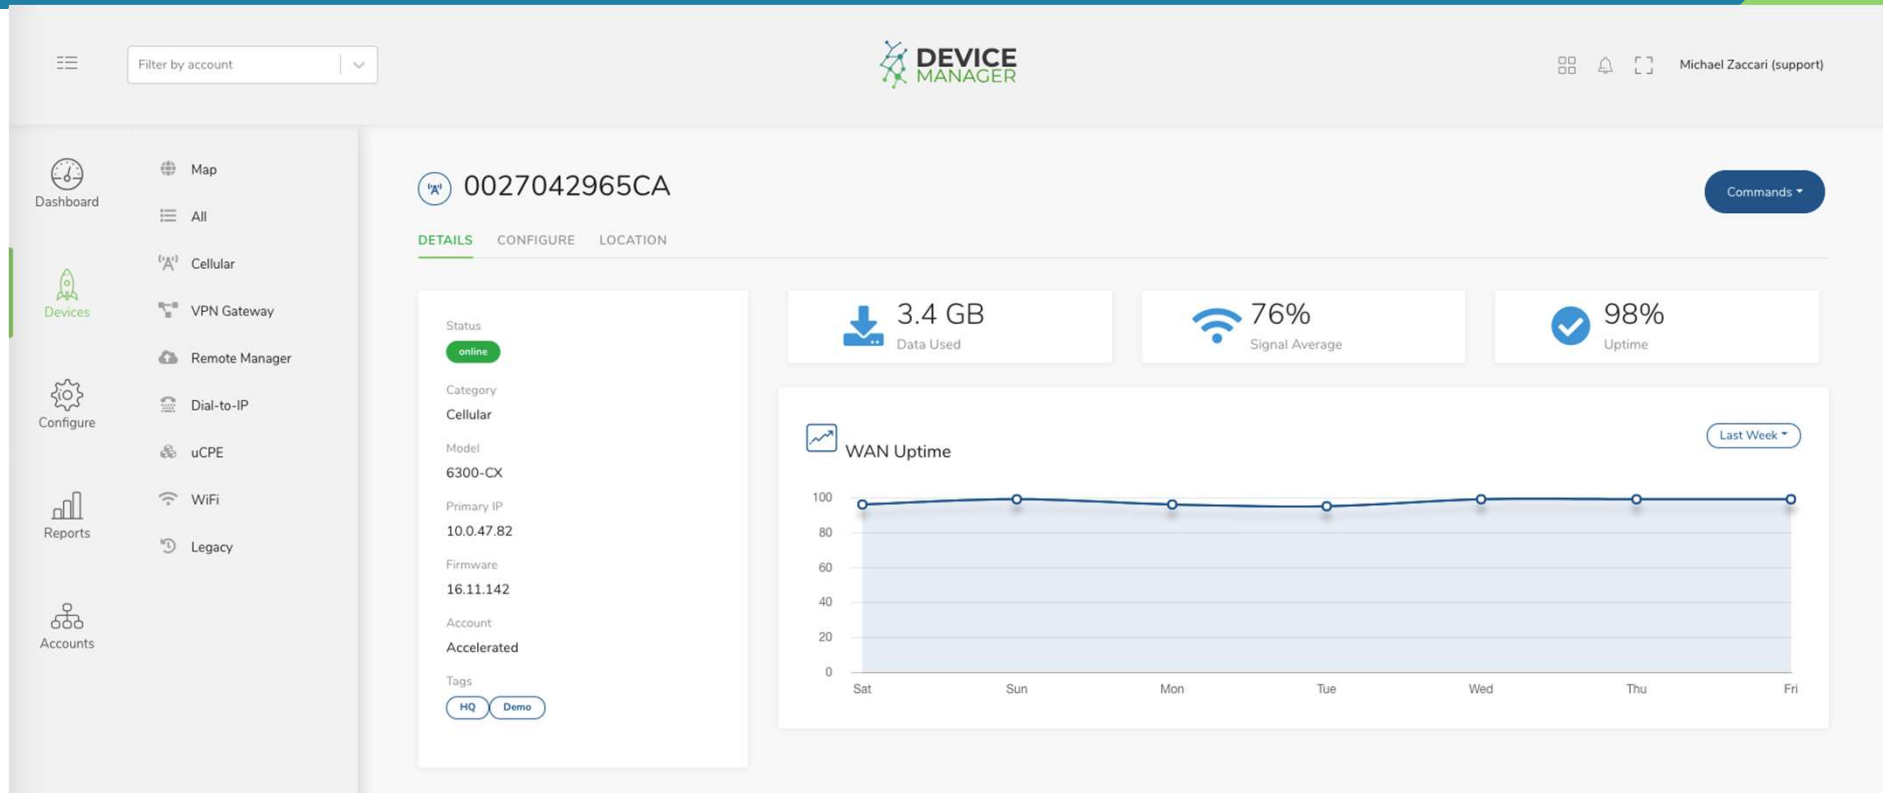 Filter by account
DEVICE
MANAGER
Michael Zaccari (support)
Dashboard
Devices
Configure
Reports
Accounts
Map
All
Cellular
VPN Gateway
Remote Manager
Dial-to-IP
uCPE
WiFi
Legacy
0027042965CA
Commands
DETAILS CONFIGURE LOCATION
Status
online
Category
Cellular
Model
6300-CX
Primary IP
10.0.47.82
Firmware
16.11.142
Account
Accelerated
Tags
HQ Demo
3.4 GB
Data Used
76%
Signal Average
98%
Uptime
WAN Uptime
Last Week
100
80
60
40
20
0
Sat Sun Mon Tue Wed Thu Fri